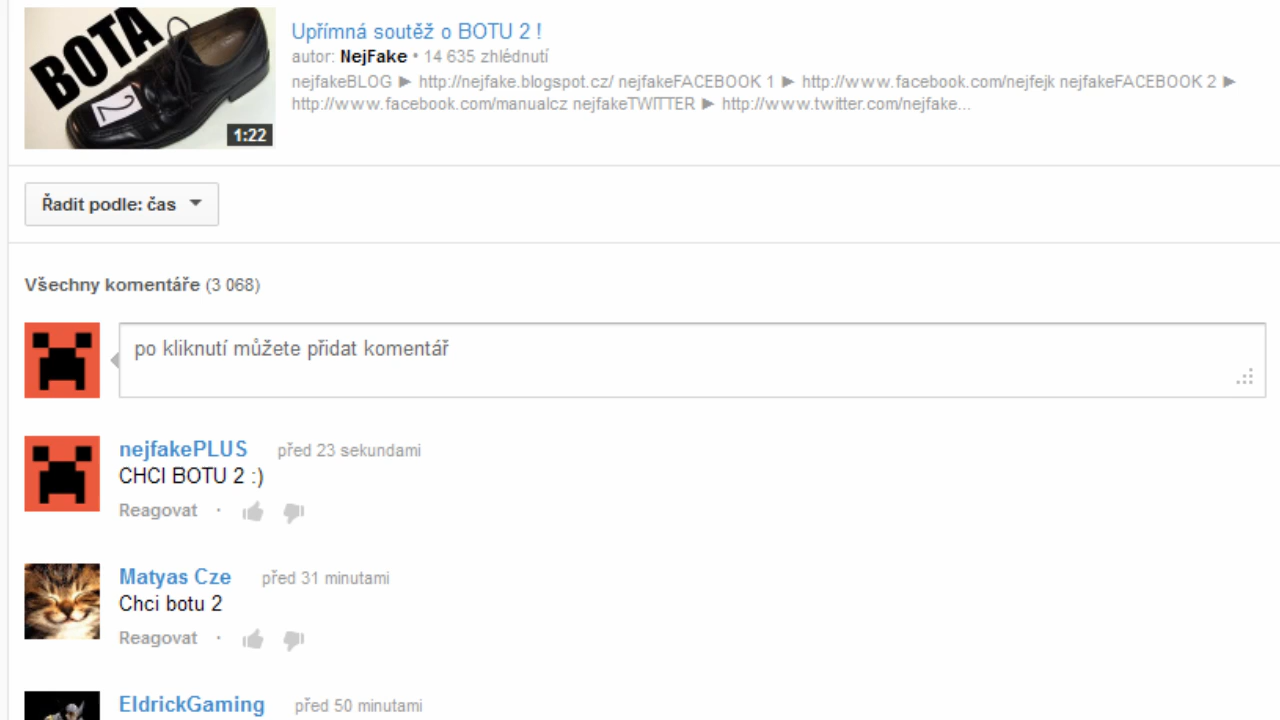 BOTA
2
1:22
Upřímná soutěž o BOTU 2 !
autor: NejFake • 14 635 zhlédnutí
nejfakeBLOG ► http://nejfake.blogspot.cz/ nejfakeFACEBOOK 1 ► http://www.facebook.com/nejfejk nejfakeFACEBOOK 2 ►
http://www.facebook.com/manualcz nejfakeTWITTER ► http://www.twitter.com/nejfake...
Řadit podle: čas
Všechny komentáře (3 068)
po kliknutí můžete přidat komentář
nejfakePLUS před 23 sekundami
CHCI BOTU 2 :)
Reagovat ·
Matyas Cze před 31 minutami
Chci botu 2
Reagovat ·
EldrickGaming před 50 minutami